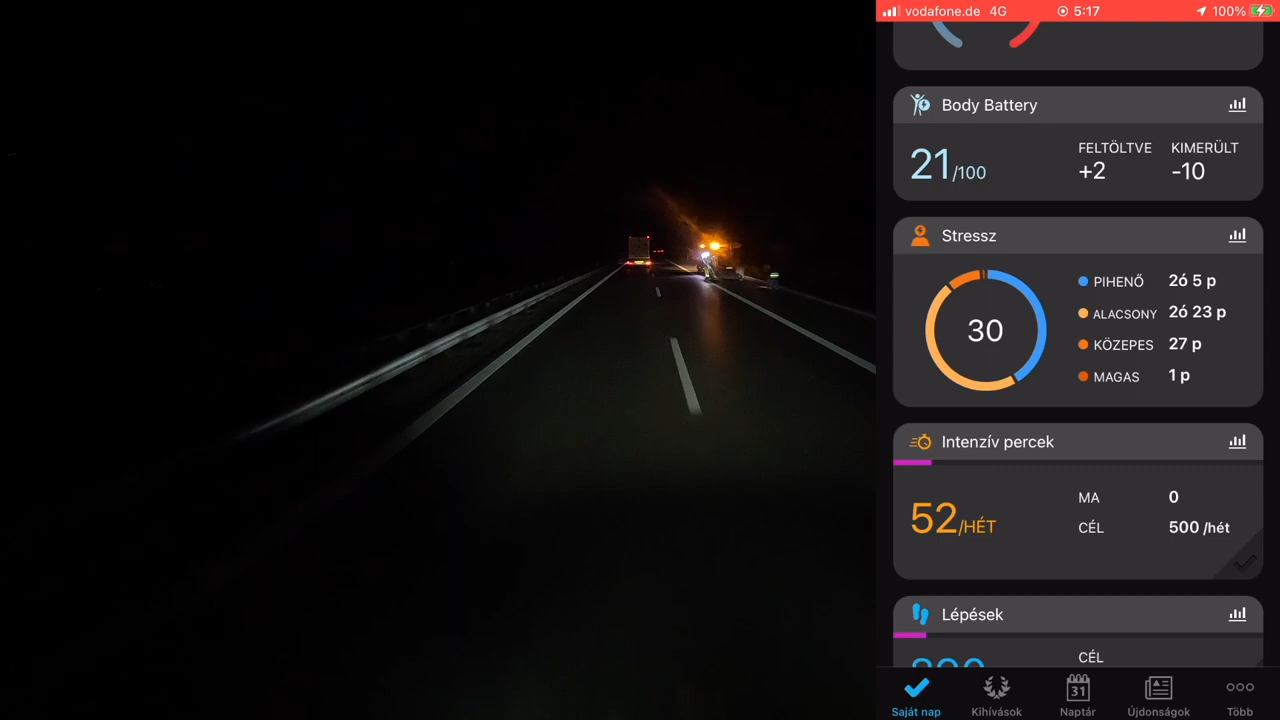 vodafone.de 4G 5:17 100%
Body Battery
21/100
FELTÖLTVE KIMERÜLT
+2 -10
Stressz
30
PIHENŐ 2ó 5 p
ALACSONY 2ó 23 p
KÖZEPES 27 p
MAGAS 1 p
Intenzív percek
52/HÉT
MA 0
CÉL 500 /hét
Lépések
CÉL
31
Saját nap Kihívások Naptár Újdonságok Több